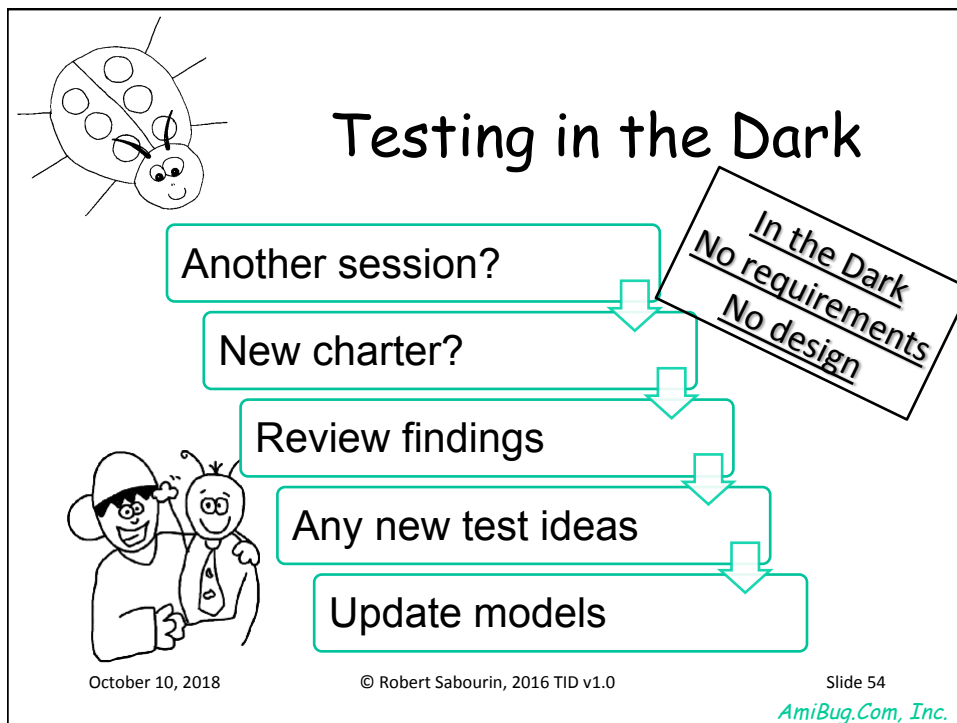 Testing in the Dark
In the Dark
No requirements
No design
Another session?
New charter?
Review findings
Any new test ideas
Update models
October 10, 2018
© Robert Sabourin, 2016 TID v1.0
Slide 54
AmiBug.Com, Inc.